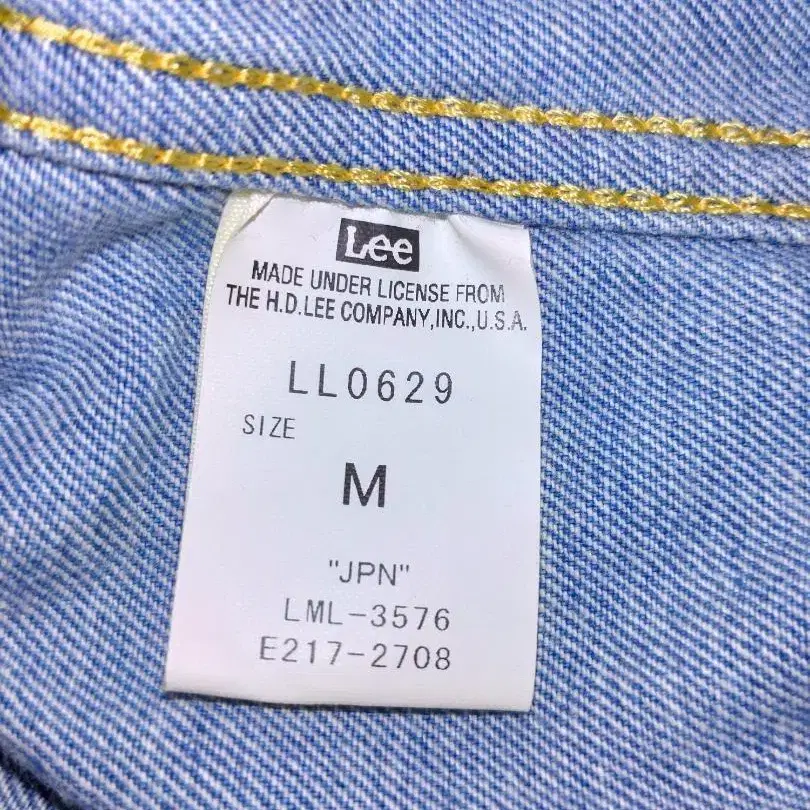 Lee
MADE UNDER LICENSE FROM
THE H.D.LEE COMPANY,INC.,U.S.A.
LL0629
SIZE
M
"JPN"
LML-3576
E217-2708